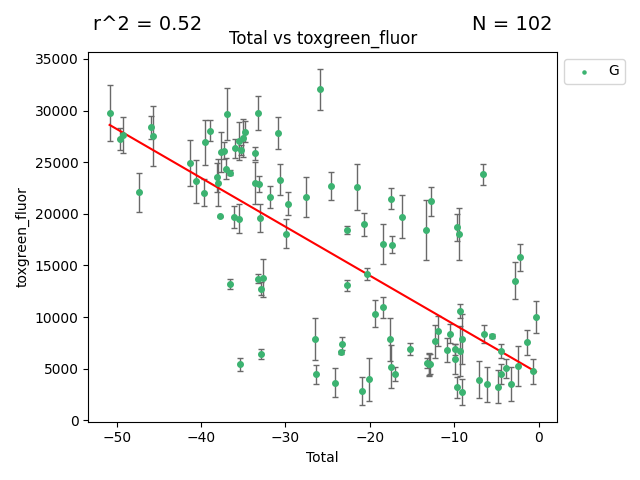 r^2 = 0.52 N = 102
Total vs toxgreen_fluor
G
35000
30000
25000
20000
15000
10000
5000
0
toxgreen_fluor
−50 −40 −30 −20 −10 0
Total